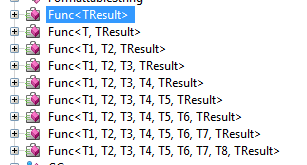 FormattableString
Func<TResult>
Func<T, TResult>
Func<T1, T2, TResult>
Func<T1, T2, T3, TResult>
Func<T1, T2, T3, T4, TResult>
Func<T1, T2, T3, T4, T5, TResult>
Func<T1, T2, T3, T4, T5, T6, TResult>
Func<T1, T2, T3, T4, T5, T6, T7, TResult>
Func<T1, T2, T3, T4, T5, T6, T7, T8, TResult>